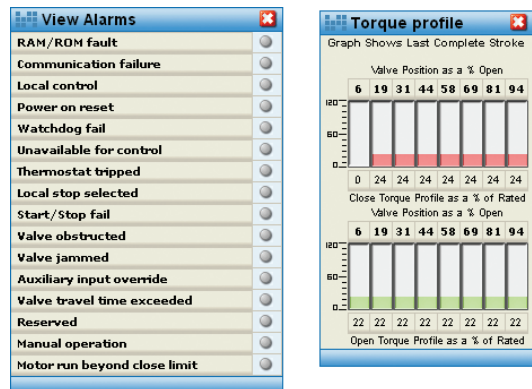 View Alarms
RAM/ROM fault
Communication failure
Local control
Power on reset
Watchdog fail
Unavailable for control
Thermostat tripped
Local stop selected
Start/Stop fail
Valve obstructed
Valve jammed
Auxiliary input override
Valve travel time exceeded
Reserved
Manual operation
Motor run beyond close limit
Torque profile
Graph Shows Last Complete Stroke
Valve Position as a % Open
6 19 31 44 58 69 81 94
120
60
0
0 24 24 24 24 24 24 24
Close Torque Profile as a % of Rated
Valve Position as a % Open
6 19 31 44 58 69 81 94
120
60
0
22 22 22 22 22 22 22 22
Open Torque Profile as a % of Rated